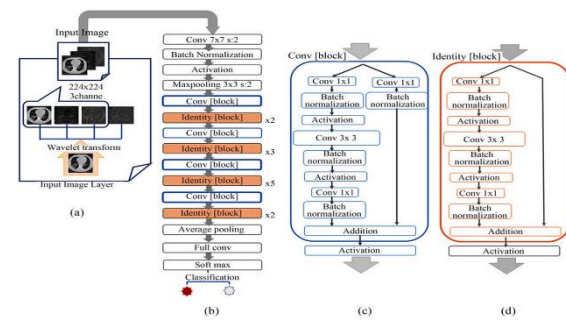 Input Image
224x224
3channe
Wavelet transform
Input Image Layer
(a)
Conv 7x7 s:2
Batch Normalization
Activation
Maxpooling 3x3 s:2
Conv [block]
Identity [block] x2
Conv [block]
Identity [block] x3
Conv [block]
Identity [block] x5
Conv [block]
Identity [block] x2
Average pooling
Full conv
Soft max
Classification
(b)
Conv [block]
Conv 1x1 Conv 1x1
Batch normalization Batch normalization
Activation
Conv 3x 3
Batch normalization
Activation
Conv 1x1
Batch normalization
Addition
Activation
(c)
Identity [block]
Conv 1x1
Batch normalization
Activation
Conv 3x 3
Batch normalization
Activation
Conv 1x1
Batch normalization
Addition
Activation
(d)